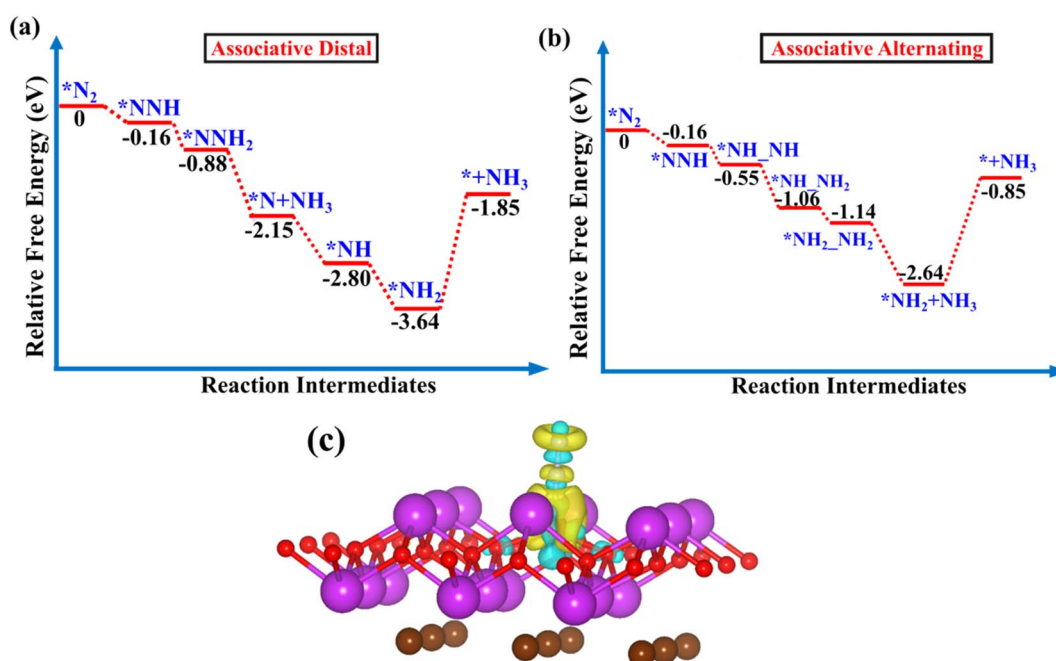 (a)
Associative Distal
Relative Free Energy (eV)
*N₂
0
*NNH
-0.16
*NNH₂
-0.88
*N+NH₃
-2.15
*NH
-2.80
*NH₂
-3.64
*+NH₃
-1.85
Reaction Intermediates
(b)
Associative Alternating
Relative Free Energy (eV)
*N₂
0
-0.16
*NNH
*NH_NH
-0.55
*NH_NH₂
-1.06
-1.14
*NH₂_NH₂
-2.64
*NH₂+NH₃
*+NH₃
-0.85
Reaction Intermediates
(c)